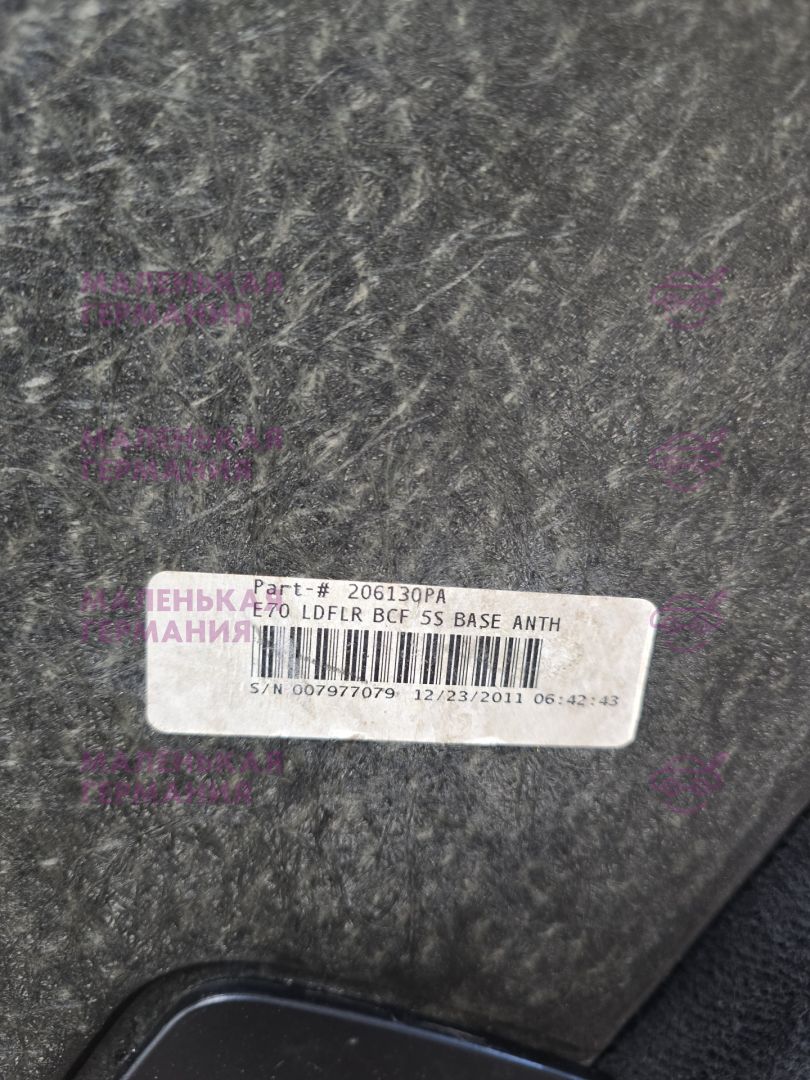 МАЛЕНЬКАЯ
ГЕРМАНИЯ
МАЛЕНЬКАЯ
ГЕРМАНИЯ
Part-# 206130PA
E70 LDFLR BCF 5S BASE ANTH
S/N 007977079 12/23/2011 06:42:43
МАЛЕНЬКАЯ
ГЕРМАНИЯ
МАЛЕНЬКАЯ
ГЕРМАНИЯ